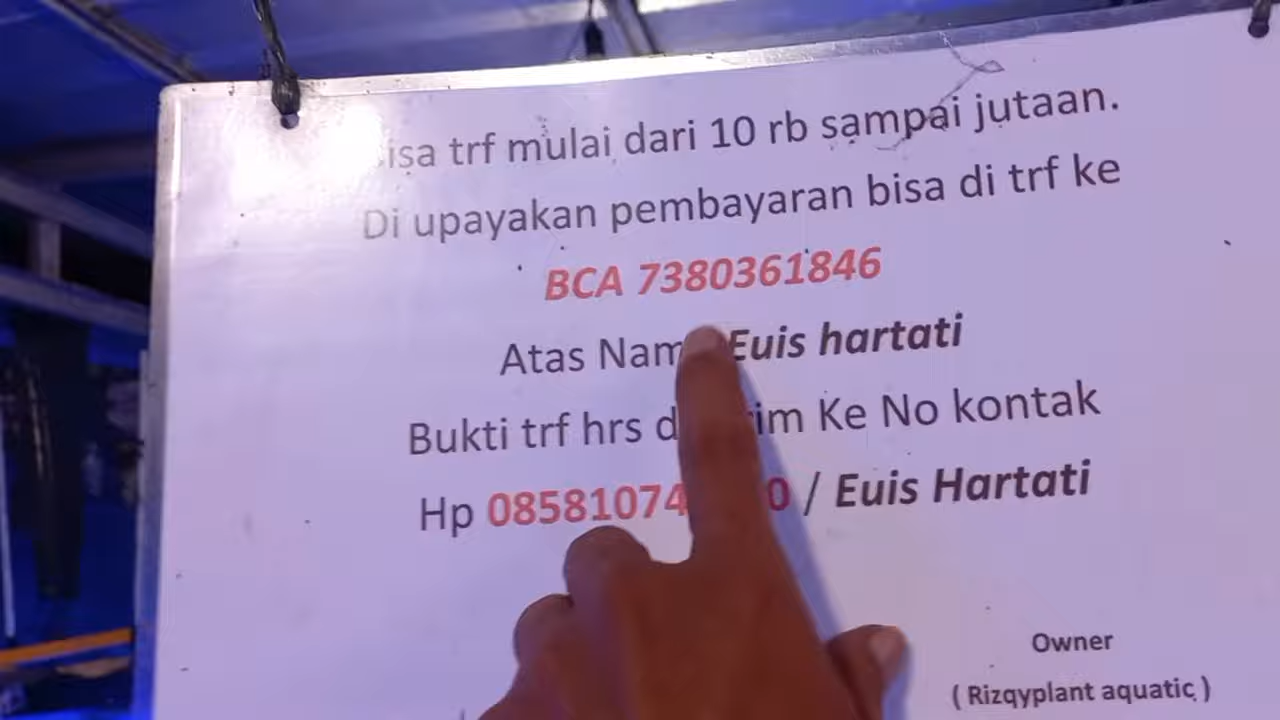 isa trf mulai dari 10 rb sampai jutaan.
Di upayakan pembayaran bisa di trf ke
BCA 7380361846
Atas Nam Euis hartati
Bukti trf hrs Ke No kontak
Hp 08581074 0 / Euis Hartati
Owner
( Rizqyplant aquatic )